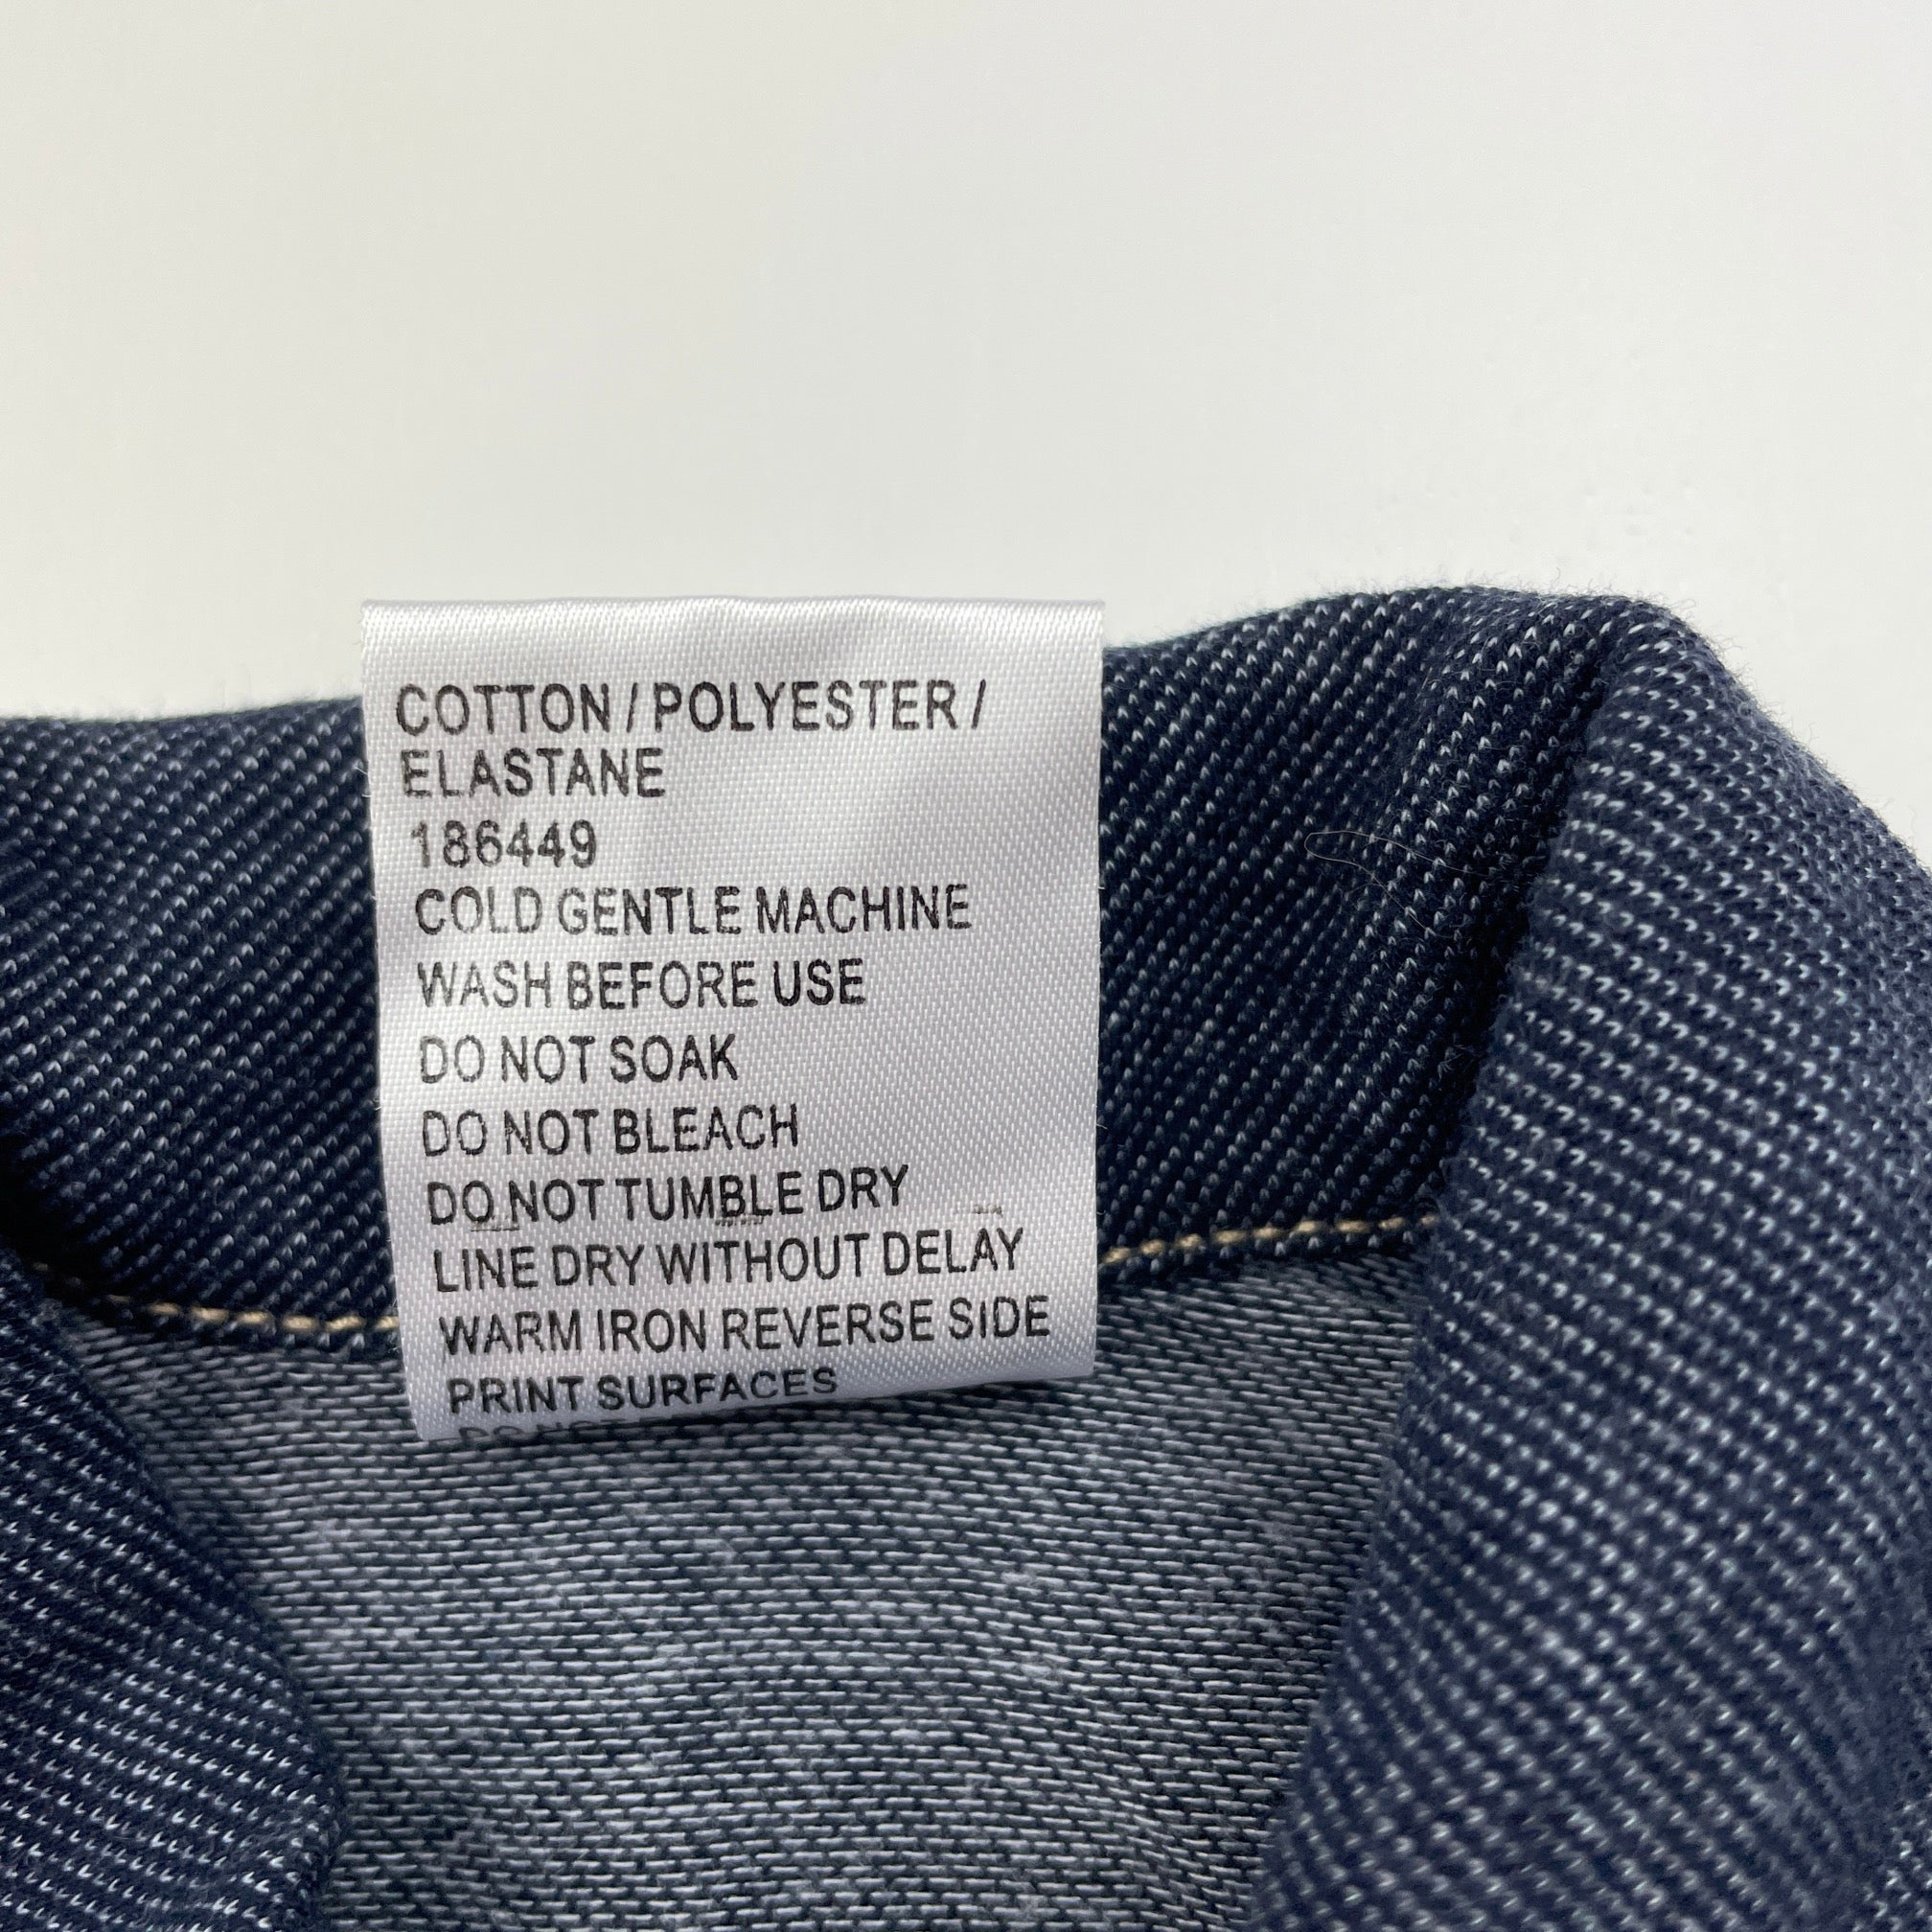 COTTON / POLYESTER /
ELASTANE
186449
COLD GENTLE MACHINE
WASH BEFORE USE
DO NOT SOAK
DO NOT BLEACH
DO NOT TUMBLE DRY
LINE DRY WITHOUT DELAY
WARM IRON REVERSE SIDE
PRINT SURFACES